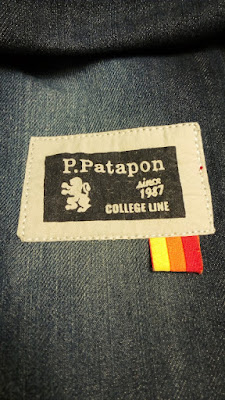 P.Patapon
since
1987
COLLEGE LINE